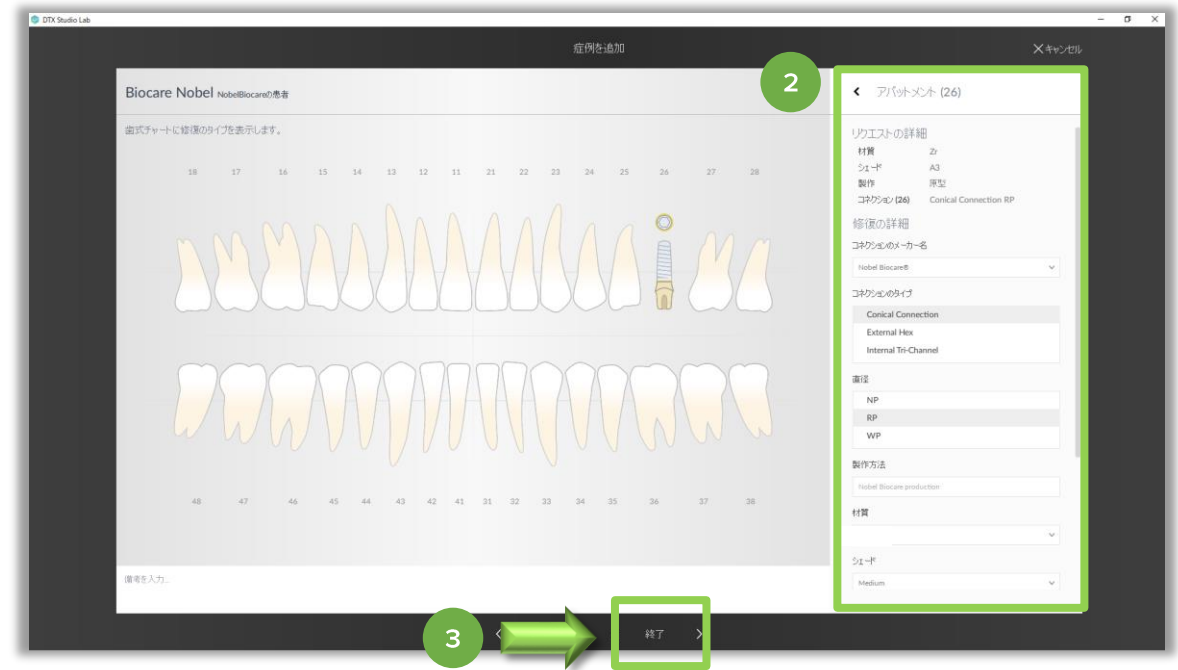 DTX Studio Lab
症例を追加
キャンセル
2
Biocare Nobel NobelBiocareの患者
歯式チャートに修復のタイプを表示します。
18 17 16 15 14 13 12 11 21 22 23 24 25 26 27 28
48 47 46 45 44 43 42 41 31 32 33 34 35 36 37 38
備考を入力...
アバットメント (26)
リクエストの詳細
材質 Zr
シェード A3
製作 原型
コネクション (26) Conical Connection RP
修復の詳細
コネクションのメーカー名
Nobel Biocare®
コネクションのタイプ
Conical Connection
External Hex
Internal Tri-Channel
直径
NP
RP
WP
製作方法
Nobel Biocare production
材質
シェード
Medium
3
終了